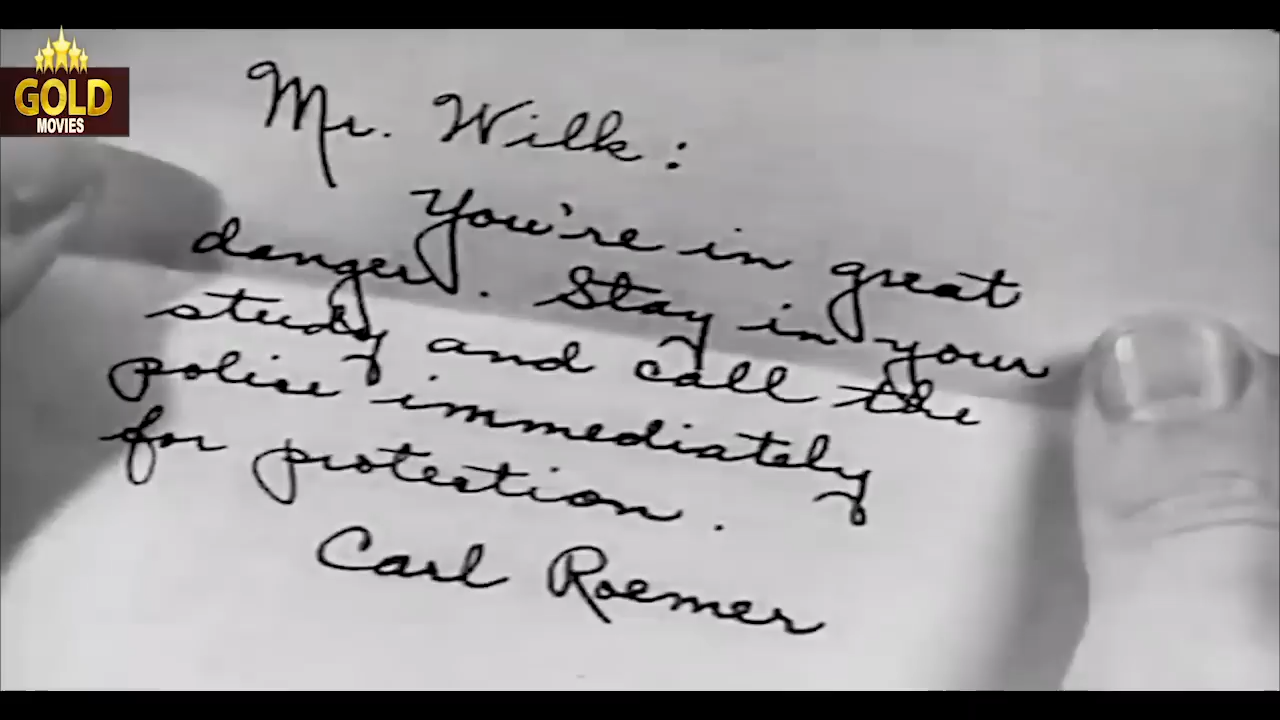 GOLD
MOVIES
Mr. Wilk:
You're in great
danger. Stay in your
study and call the
police immediately
for protection.
Carl Roemer